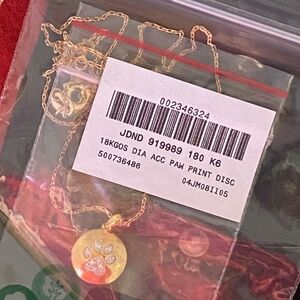 002346324
JDND 919989 180 K6
18KGOS DIA ACC PAW PRINT DISC
500736486 04JM08II05